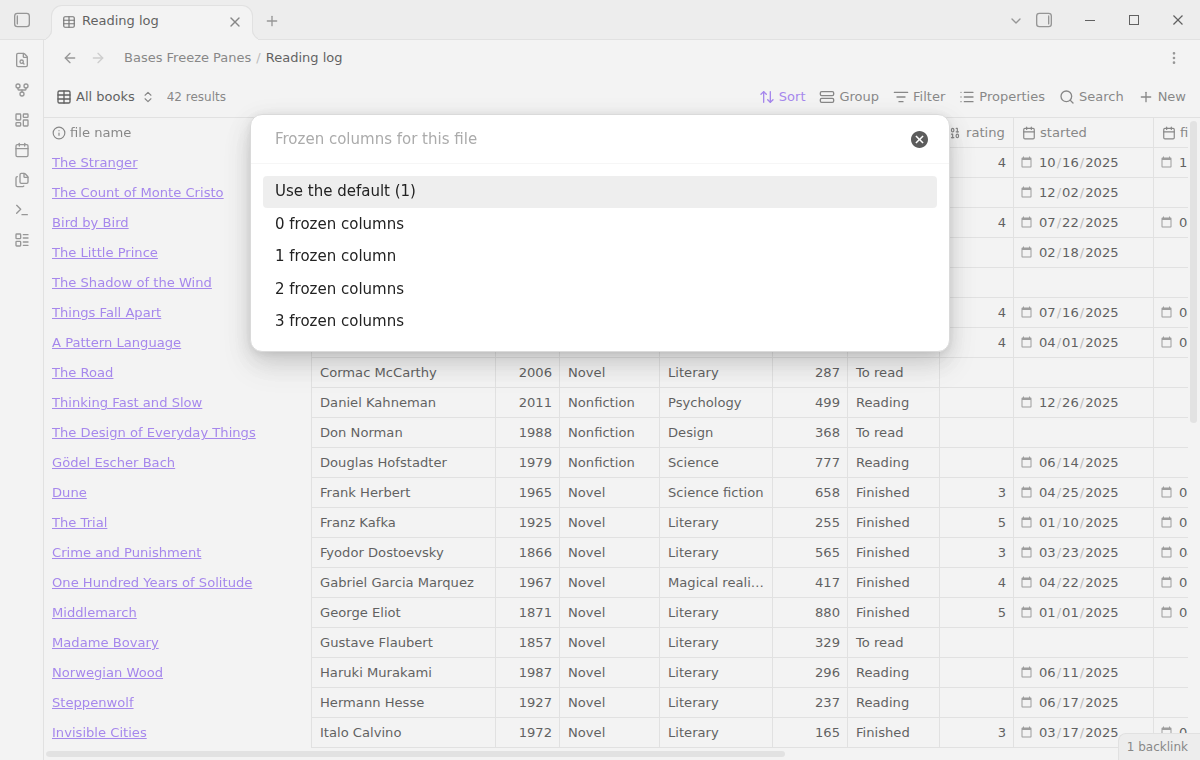 Reading log
Bases Freeze Panes / Reading log
All books 42 results Sort Group Filter Properties Search New
file name rating started fi
Frozen columns for this file
Use the default (1)
0 frozen columns
1 frozen column
2 frozen columns
3 frozen columns
The Stranger 4 10/16/2025 1
The Count of Monte Cristo 12/02/2025
Bird by Bird 4 07/22/2025 0
The Little Prince 02/18/2025
The Shadow of the Wind
Things Fall Apart 4 07/16/2025 0
A Pattern Language 4 04/01/2025 0
The Road Cormac McCarthy 2006 Novel Literary 287 To read
Thinking Fast and Slow Daniel Kahneman 2011 Nonfiction Psychology 499 Reading 12/26/2025
The Design of Everyday Things Don Norman 1988 Nonfiction Design 368 To read
Gödel Escher Bach Douglas Hofstadter 1979 Nonfiction Science 777 Reading 06/14/2025
Dune Frank Herbert 1965 Novel Science fiction 658 Finished 3 04/25/2025 0
The Trial Franz Kafka 1925 Novel Literary 255 Finished 5 01/10/2025 0
Crime and Punishment Fyodor Dostoevsky 1866 Novel Literary 565 Finished 3 03/23/2025 0
One Hundred Years of Solitude Gabriel Garcia Marquez 1967 Novel Magical reali… 417 Finished 4 04/22/2025 0
Middlemarch George Eliot 1871 Novel Literary 880 Finished 5 01/01/2025 0
Madame Bovary Gustave Flaubert 1857 Novel Literary 329 To read
Norwegian Wood Haruki Murakami 1987 Novel Literary 296 Reading 06/11/2025
Steppenwolf Hermann Hesse 1927 Novel Literary 237 Reading 06/17/2025
Invisible Cities Italo Calvino 1972 Novel Literary 165 Finished 3 03/17/2025
1 backlink